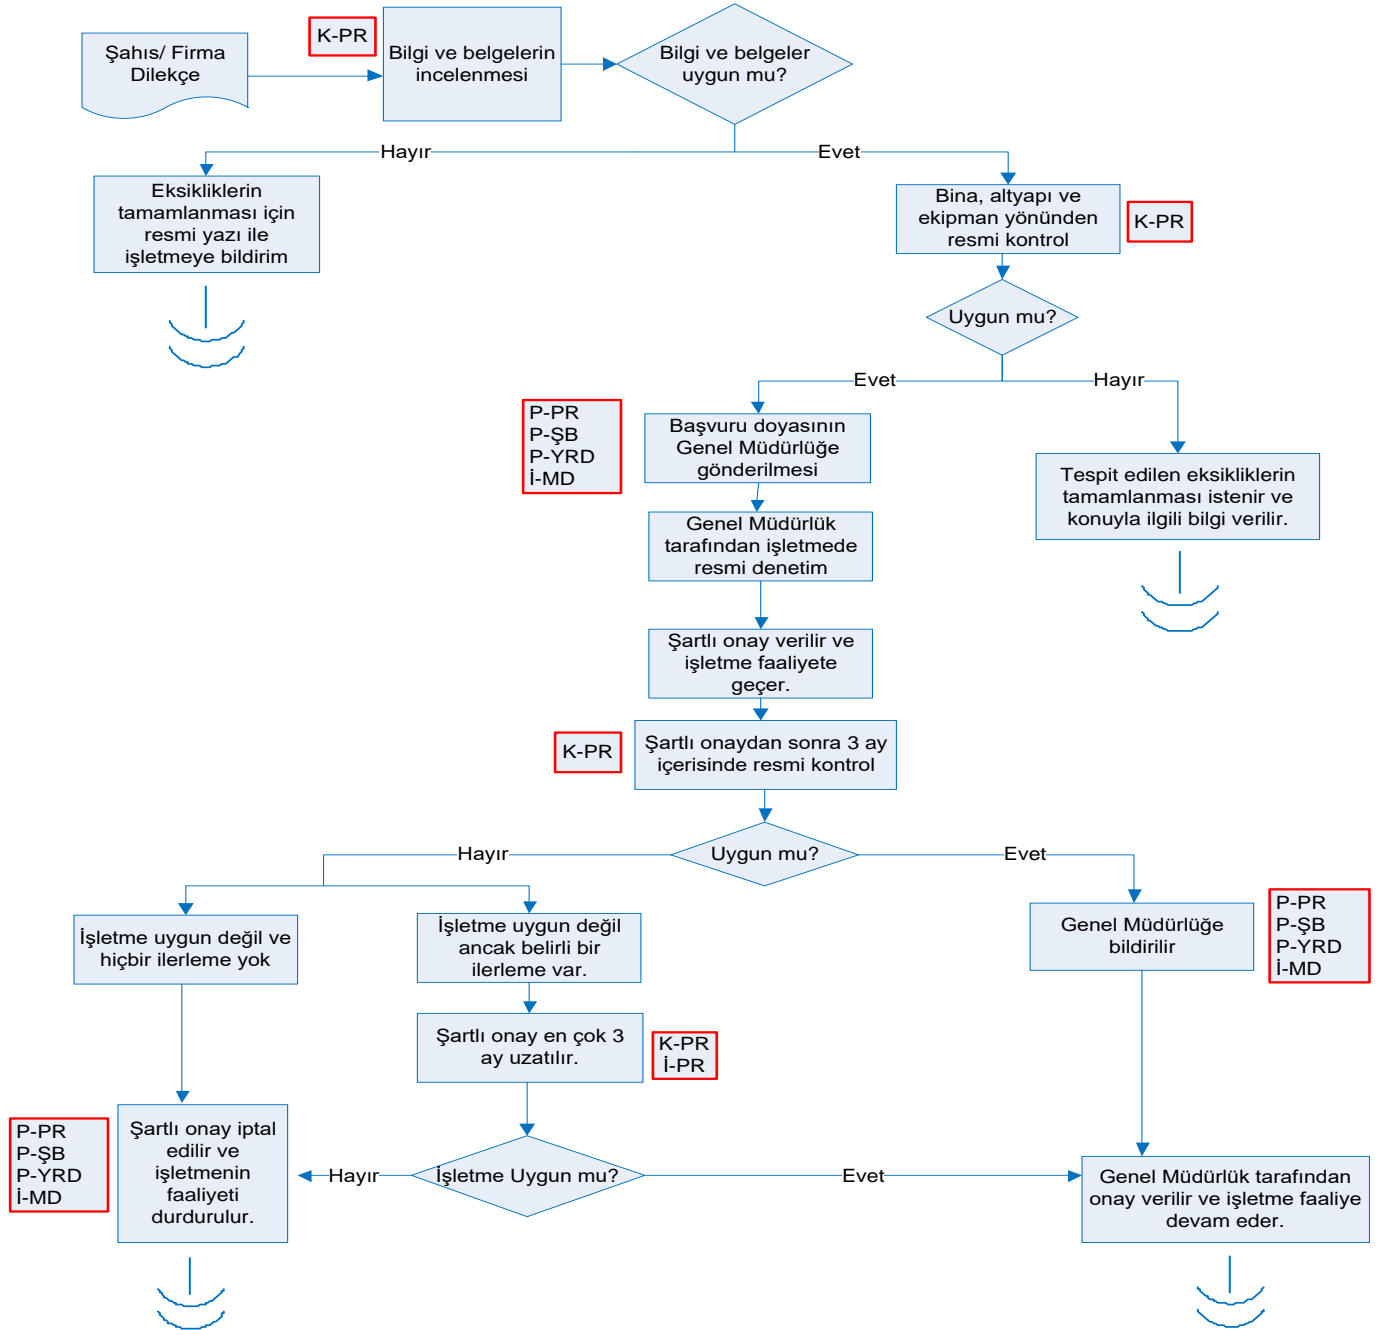 Şahıs/ Firma
Dilekçe
K-PR
Bilgi ve belgelerin
incelenmesi
Bilgi ve belgeler
uygun mu?
Hayır
Evet
Eksikliklerin
tamamlanması için
resmi yazı ile
işletmeye bildirim
Bina, altyapı ve
ekipman yönünden
resmi kontrol
K-PR
Uygun mu?
Evet
Hayır
P-PR
P-ŞB
P-YRD
İ-MD
Başvuru doyasının
Genel Müdürlüğe
gönderilmesi
Tespit edilen eksikliklerin
tamamlanması istenir ve
konuyla ilgili bilgi verilir.
Genel Müdürlük
tarafından işletmede
resmi denetim
Şartlı onay verilir ve
işletme faaliyete
geçer.
K-PR
Şartlı onaydan sonra 3 ay
içerisinde resmi kontrol
Hayır
Uygun mu?
Evet
İşletme uygun değil ve
hiçbir ilerleme yok
İşletme uygun değil
ancak belirli bir
ilerleme var.
Genel Müdürlüğe
bildirilir
P-PR
P-ŞB
P-YRD
İ-MD
Şartlı onay en çok 3
ay uzatılır.
K-PR
İ-PR
P-PR
P-ŞB
P-YRD
İ-MD
Şartlı onay iptal
edilir ve
işletmenin
faaliyeti
durdurulur.
Hayır
İşletme Uygun mu?
Evet
Genel Müdürlük tarafından
onay verilir ve işletme faaliye
devam eder.